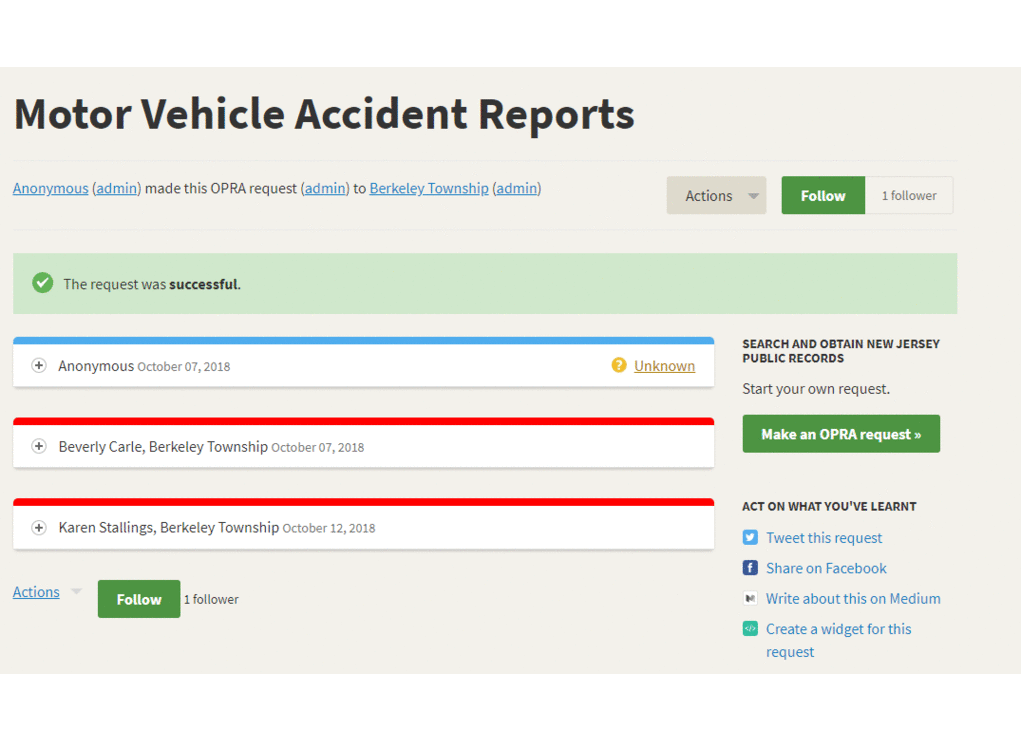 Motor Vehicle Accident Reports
Anonymous (admin) made this OPRA request (admin) to Berkeley Township (admin)
Actions
Follow
1 follower
The request was successful.
Anonymous October 07, 2018
? Unknown
Beverly Carle, Berkeley Township October 07, 2018
Karen Stallings, Berkeley Township October 12, 2018
Actions
Follow
1 follower
SEARCH AND OBTAIN NEW JERSEY
PUBLIC RECORDS
Start your own request.
Make an OPRA request »
ACT ON WHAT YOU'VE LEARNT
Tweet this request
Share on Facebook
Write about this on Medium
Create a widget for this
request